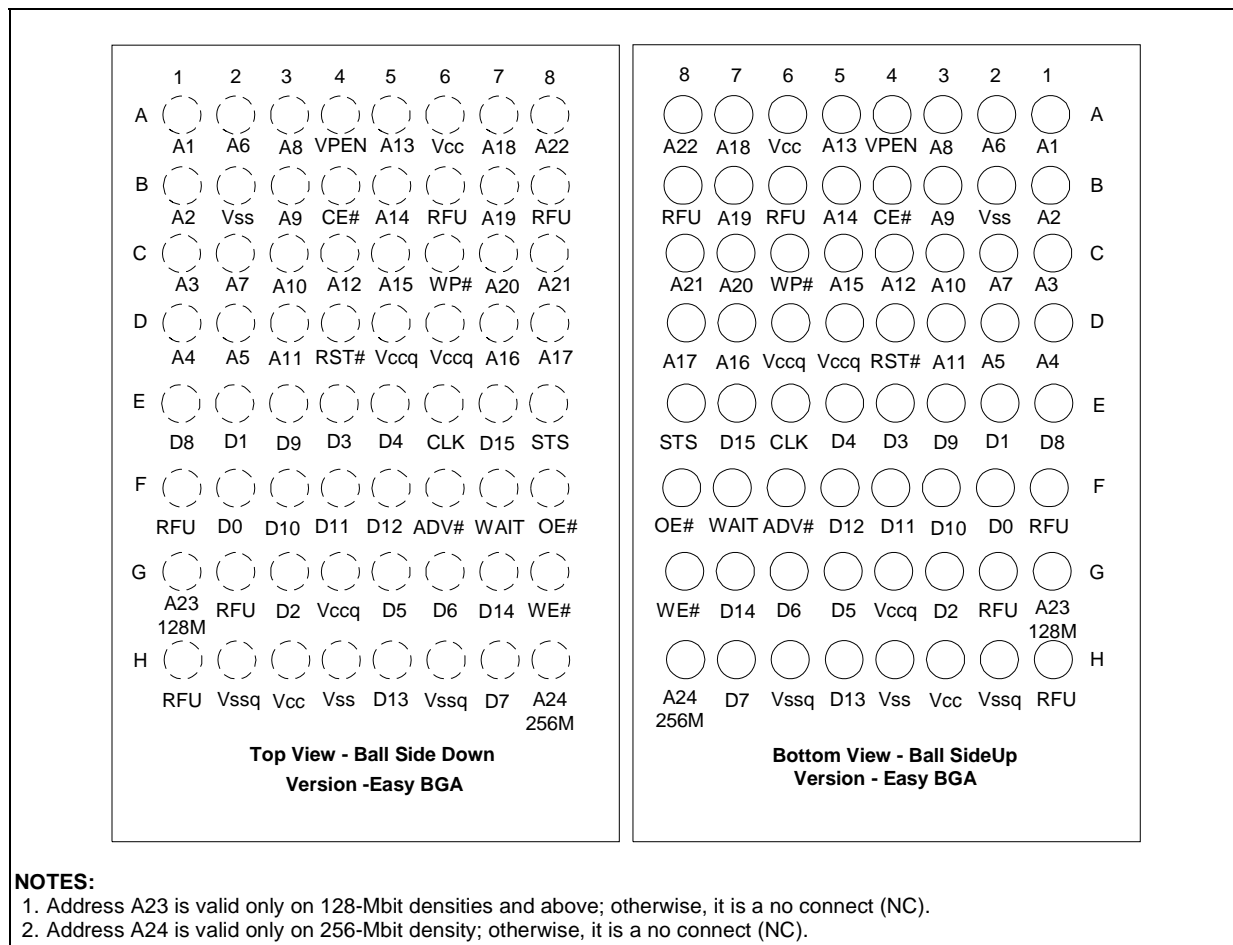 1 2 3 4 5 6 7 8
A
A1 A6 A8 VPEN A13 Vcc A18 A22
B
A2 Vss A9 CE# A14 RFU A19 RFU
C
A3 A7 A10 A12 A15 WP# A20 A21
D
A4 A5 A11 RST# Vccq Vccq A16 A17
E
D8 D1 D9 D3 D4 CLK D15 STS
F
RFU D0 D10 D11 D12 ADV# WAIT OE#
G
A23 RFU D2 Vccq D5 D6 D14 WE#
128M
H
RFU Vssq Vcc Vss D13 Vssq D7 A24
256M
Top View - Ball Side Down
Version -Easy BGA
8 7 6 5 4 3 2 1
A
A22 A18 Vcc A13 VPEN A8 A6 A1
B
RFU A19 RFU A14 CE# A9 Vss A2
C
A21 A20 WP# A15 A12 A10 A7 A3
D
A17 A16 Vccq Vccq RST# A11 A5 A4
E
STS D15 CLK D4 D3 D9 D1 D8
F
OE# WAIT ADV# D12 D11 D10 D0 RFU
G
WE# D14 D6 D5 Vccq D2 RFU A23
128M
H
A24 D7 Vssq D13 Vss Vcc Vssq RFU
256M
Bottom View - Ball SideUp
Version - Easy BGA
NOTES:
1. Address A23 is valid only on 128-Mbit densities and above; otherwise, it is a no connect (NC).
2. Address A24 is valid only on 256-Mbit density; otherwise, it is a no connect (NC).